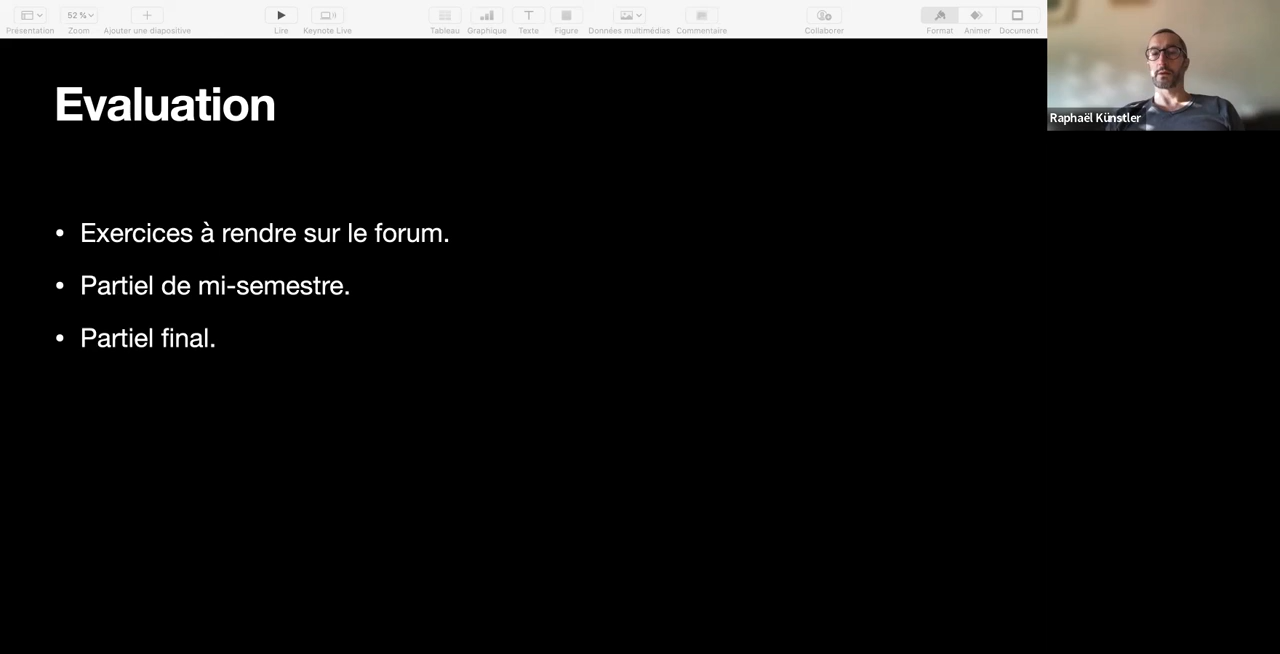 52 %
Présentation Zoom Ajouter une diapositive Lire Keynote Live Tableau Graphique Texte Figure Données multimédias Commentaire Collaborer Format Animer Document
Raphaël Künstler
Evaluation
• Exercices à rendre sur le forum.
• Partiel de mi-semestre.
• Partiel final.